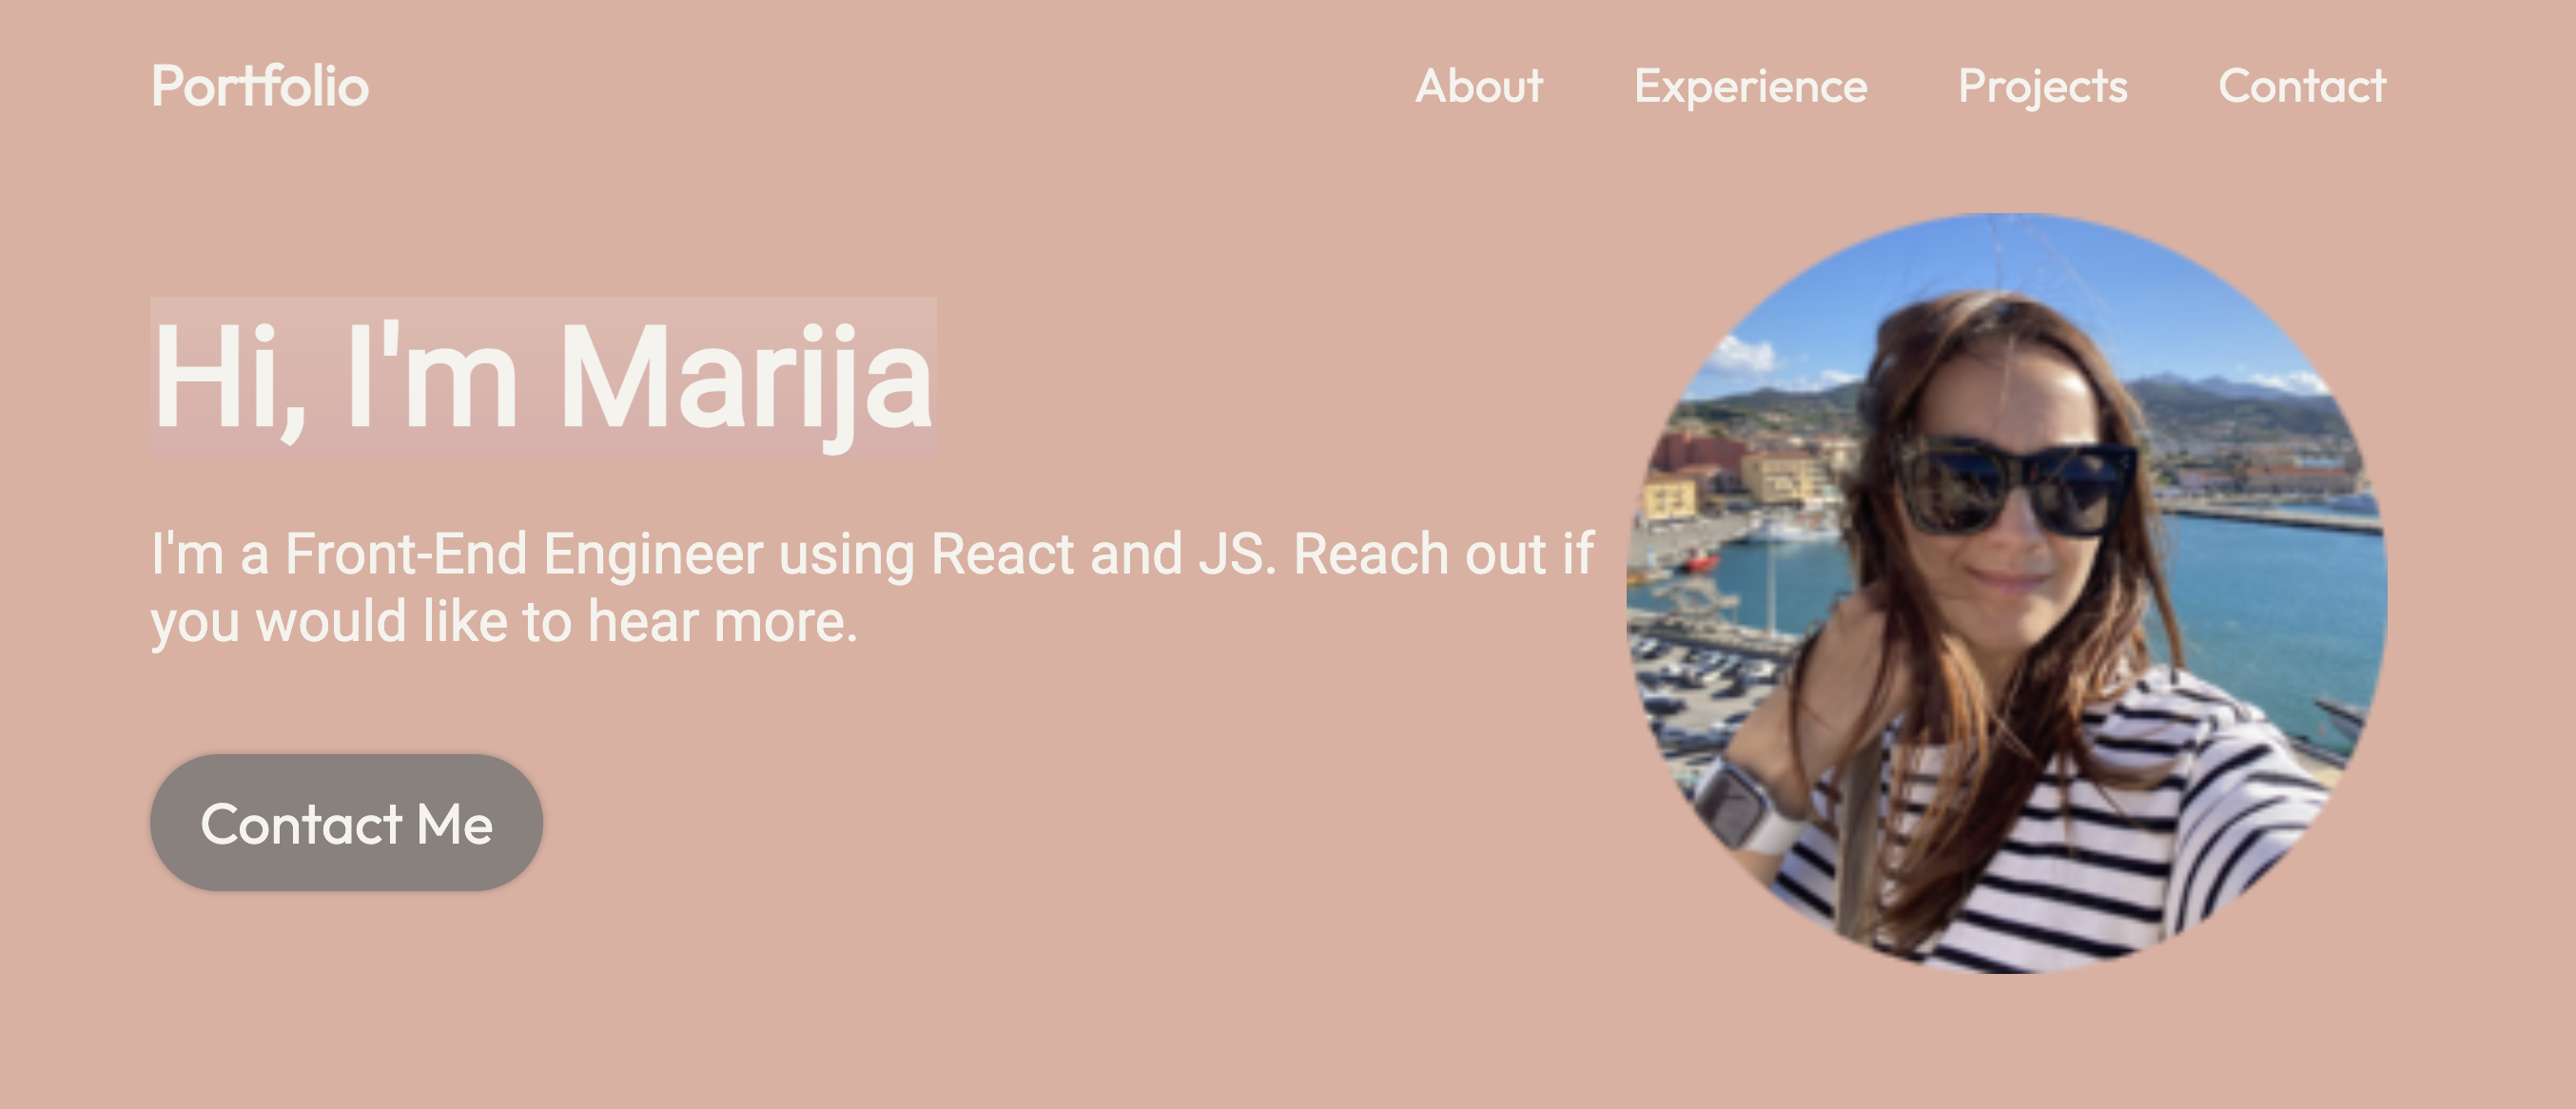 Portfolio
About Experience Projects Contact
Hi, I'm Marija
I'm a Front-End Engineer using React and JS. Reach out if
you would like to hear more.
Contact Me